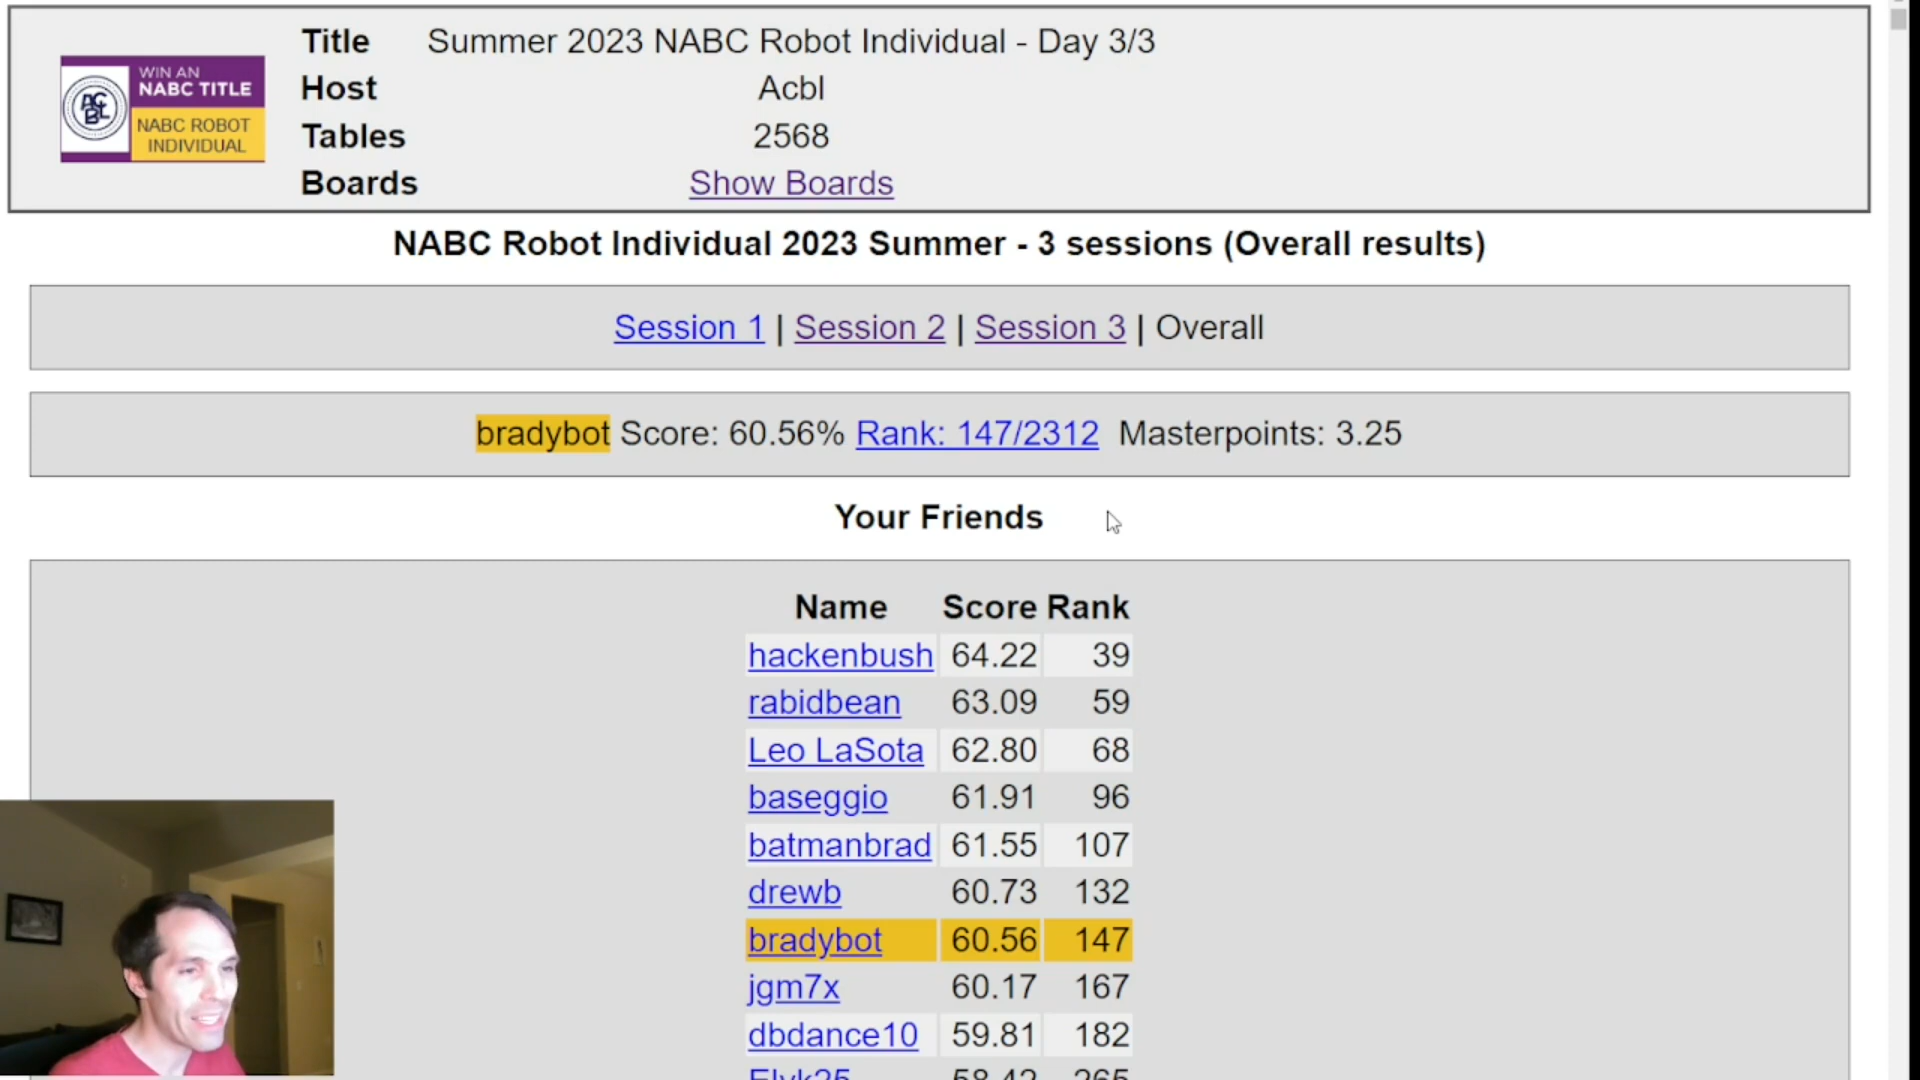 WIN AN
NABC TITLE
ACBL
NABC ROBOT
INDIVIDUAL
Title Summer 2023 NABC Robot Individual - Day 3/3
Host Acbl
Tables 2568
Boards Show Boards
NABC Robot Individual 2023 Summer - 3 sessions (Overall results)
Session 1 | Session 2 | Session 3 | Overall
bradybot Score: 60.56% Rank: 147/2312 Masterpoints: 3.25
Your Friends
Name Score Rank
hackenbush 64.22 39
rabidbean 63.09 59
Leo LaSota 62.80 68
baseggio 61.91 96
batmanbrad 61.55 107
drewb 60.73 132
bradybot 60.56 147
jgm7x 60.17 167
dbdance10 59.81 182
58.42 265